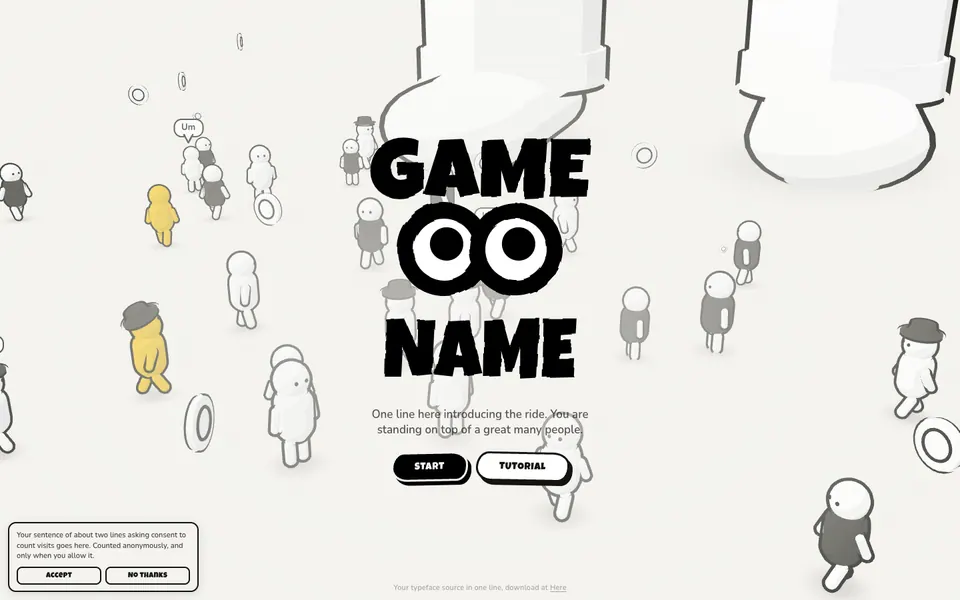 Um
GAME
NAME
One line here introducing the ride. You are
standing on top of a great many people.
START
TUTORIAL
Your sentence of about two lines asking consent to
count visits goes here. Counted anonymously, and
only when you allow it.
ACCEPT
NO THANKS
Your typeface source in one line, download at Here